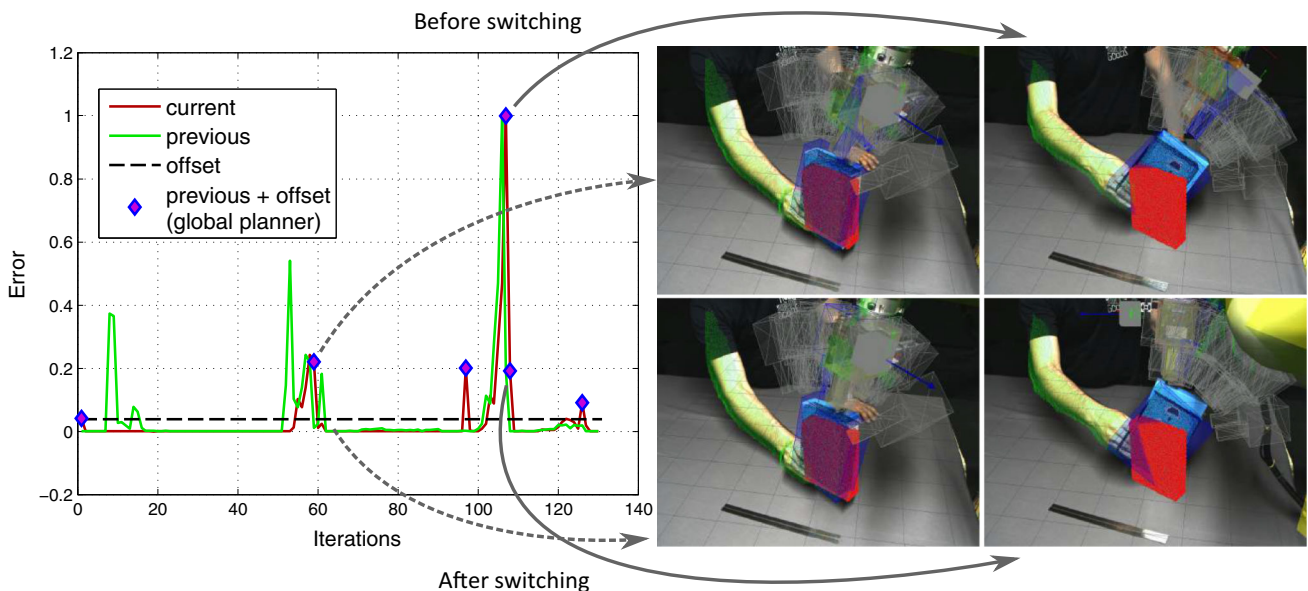 Before switching
1.2
1
0.8
0.6
0.4
0.2
0
−0.2
Error
current
previous
offset
previous + offset
(global planner)
0 20 40 60 80 100 120 140
Iterations
After switching